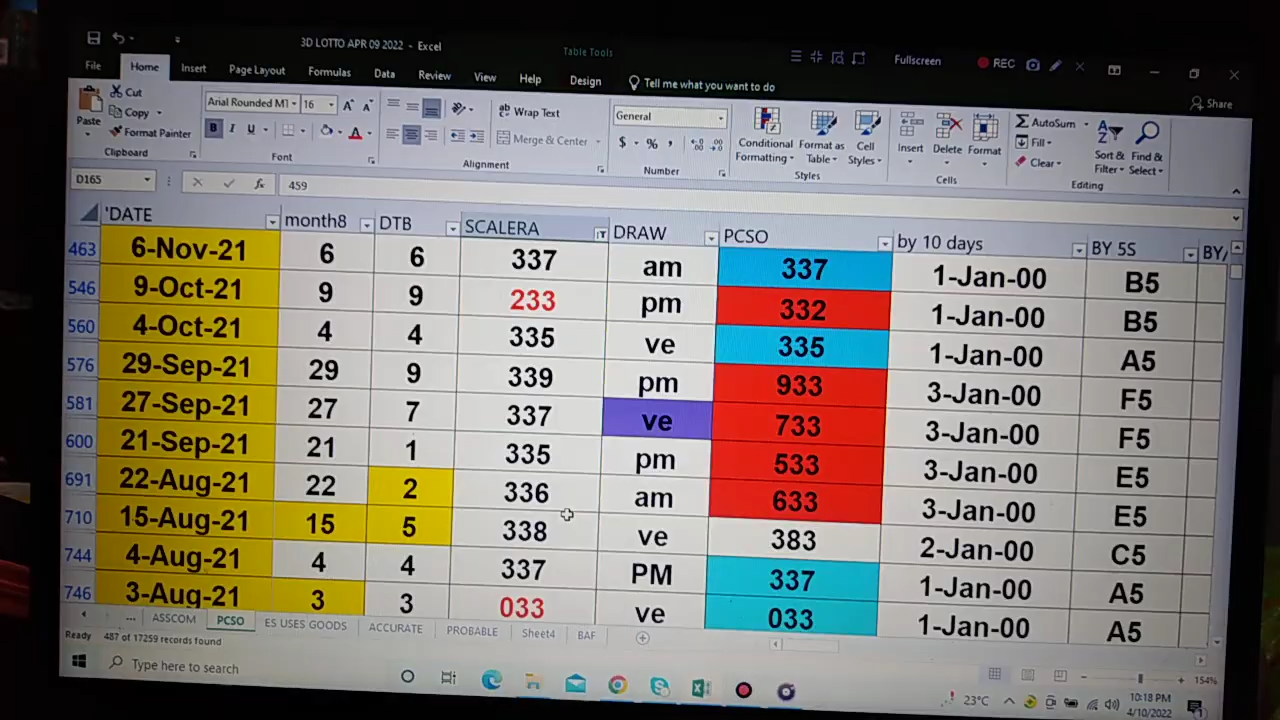 3D LOTTO APR 09 2022 - Excel
Table Tools
Fullscreen
REC
File Home Insert Page Layout Formulas Data Review View Help Design Tell me what you want to do
Share
Paste
Cut
Copy
Format Painter
Clipboard
Arial Rounded MT 16
B I U
Font
Wrap Text
Merge & Center
Alignment
General
$ % ,
Number
Conditional Formatting
Format as Table
Cell Styles
Styles
Insert Delete Format
Cells
AutoSum
Fill
Clear
Sort & Filter
Find & Select
Editing
D165 fx 459
'DATE month8 DTB SCALERA DRAW PCSO by 10 days BY 5S
463 6-Nov-21 6 6 337 am 337 1-Jan-00 B5
546 9-Oct-21 9 9 233 pm 332 1-Jan-00 B5
560 4-Oct-21 4 4 335 ve 335 1-Jan-00 A5
576 29-Sep-21 29 9 339 pm 933 3-Jan-00 F5
581 27-Sep-21 27 7 337 ve 733 3-Jan-00 F5
600 21-Sep-21 21 1 335 pm 533 3-Jan-00 E5
691 22-Aug-21 22 2 336 am 633 3-Jan-00 E5
710 15-Aug-21 15 5 338 ve 383 2-Jan-00 C5
744 4-Aug-21 4 4 337 PM 337 1-Jan-00 A5
746 3-Aug-21 3 3 033 ve 033 1-Jan-00 A5
... ASSCOM PCSO ES USES GOODS ACCURATE PROBABLE Sheet4 BAF
Ready 487 of 17259 records found
154%
Type here to search
23°C
10:18 PM
4/10/2022